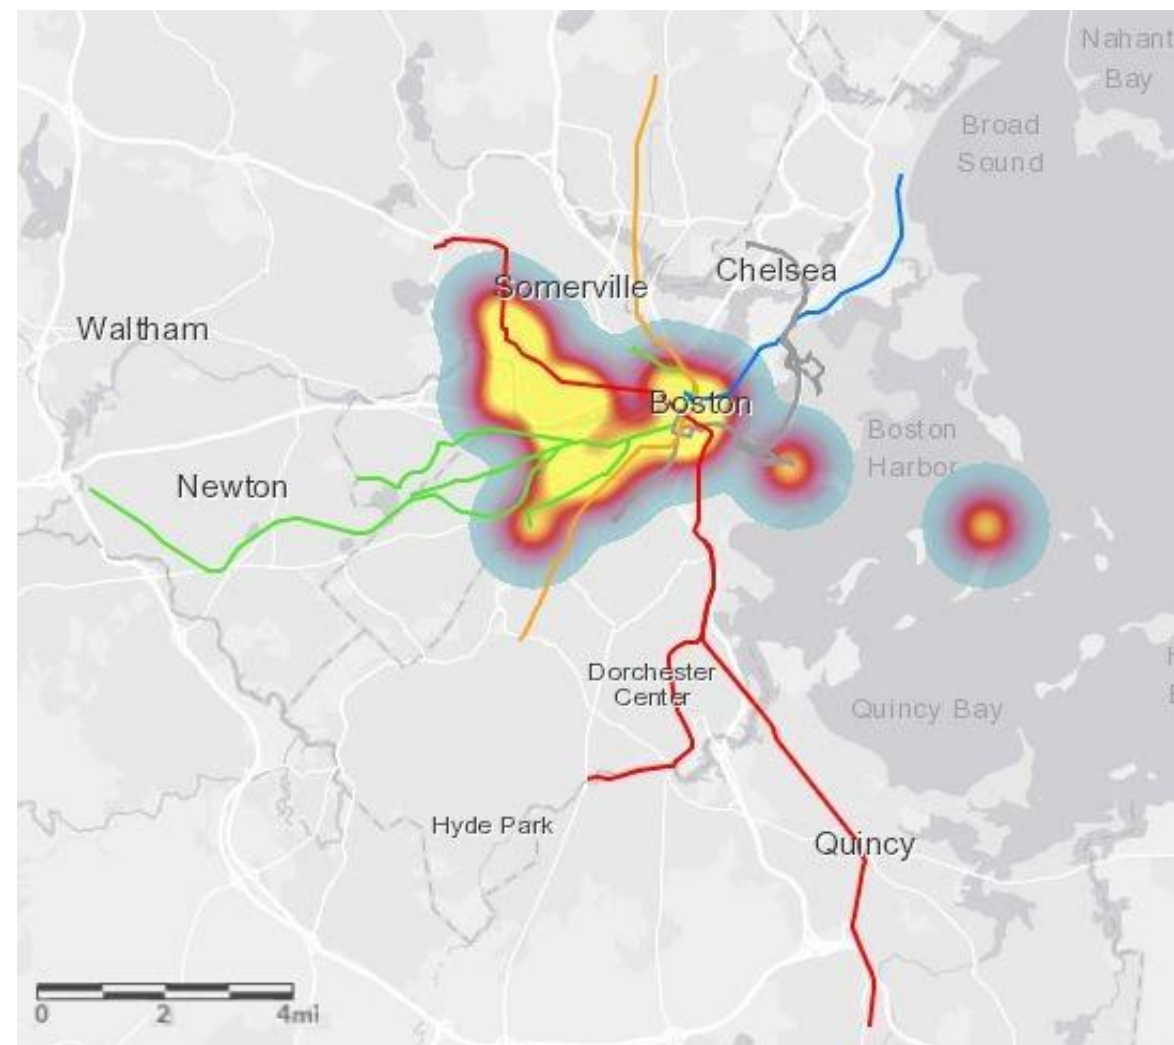 Nahant
Bay
Broad
Sound
Chelsea
Somerville
Waltham
Boston
Boston
Harbor
Newton
Dorchester
Center
Quincy Bay
Hyde Park
Quincy
0 2 4mi